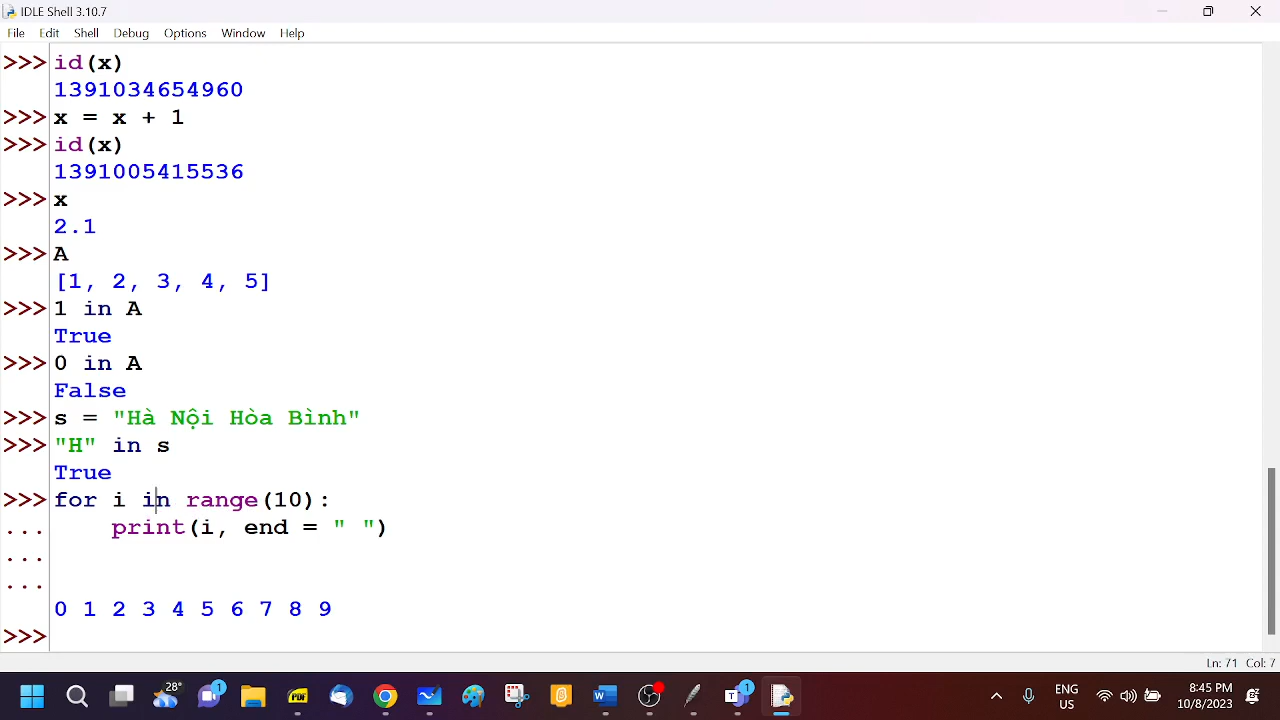 IDLE Shell 3.10.7
File Edit Shell Debug Options Window Help
>>> id(x)
1391034654960
>>> x = x + 1
>>> id(x)
1391005415536
>>> x
2.1
>>> A
[1, 2, 3, 4, 5]
>>> 1 in A
True
>>> 0 in A
False
>>> s = "Hà Nội Hòa Bình"
>>> "H" in s
True
>>> for i in range(10):
...     print(i, end = " ")
...
...
0 1 2 3 4 5 6 7 8 9
>>>
Ln: 71 Col: 7
28° 1 PDF 1 ENG 8:45 PM
US 10/8/2023